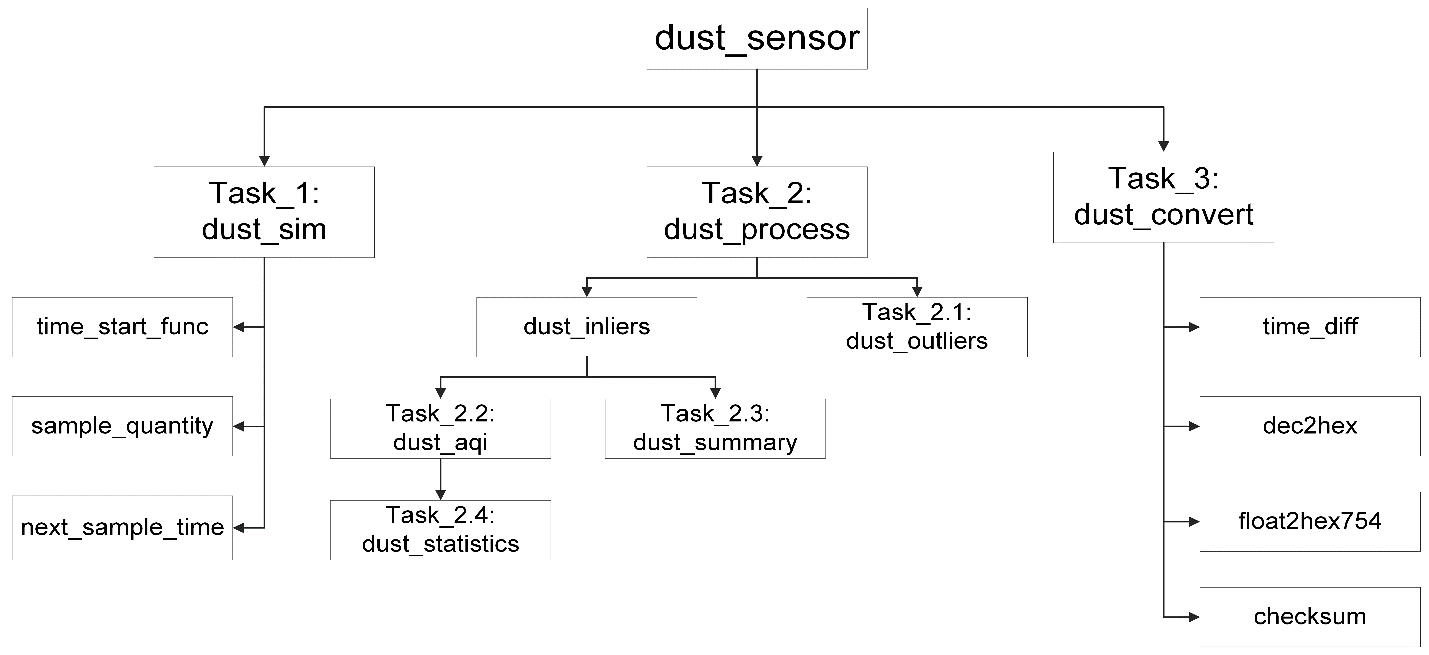 dust_sensor
Task_1:
dust_sim
Task_2:
dust_process
Task_3:
dust_convert
time_start_func
sample_quantity
next_sample_time
dust_inliers
Task_2.1:
dust_outliers
Task_2.2:
dust_aqi
Task_2.3:
dust_summary
Task_2.4:
dust_statistics
time_diff
dec2hex
float2hex754
checksum